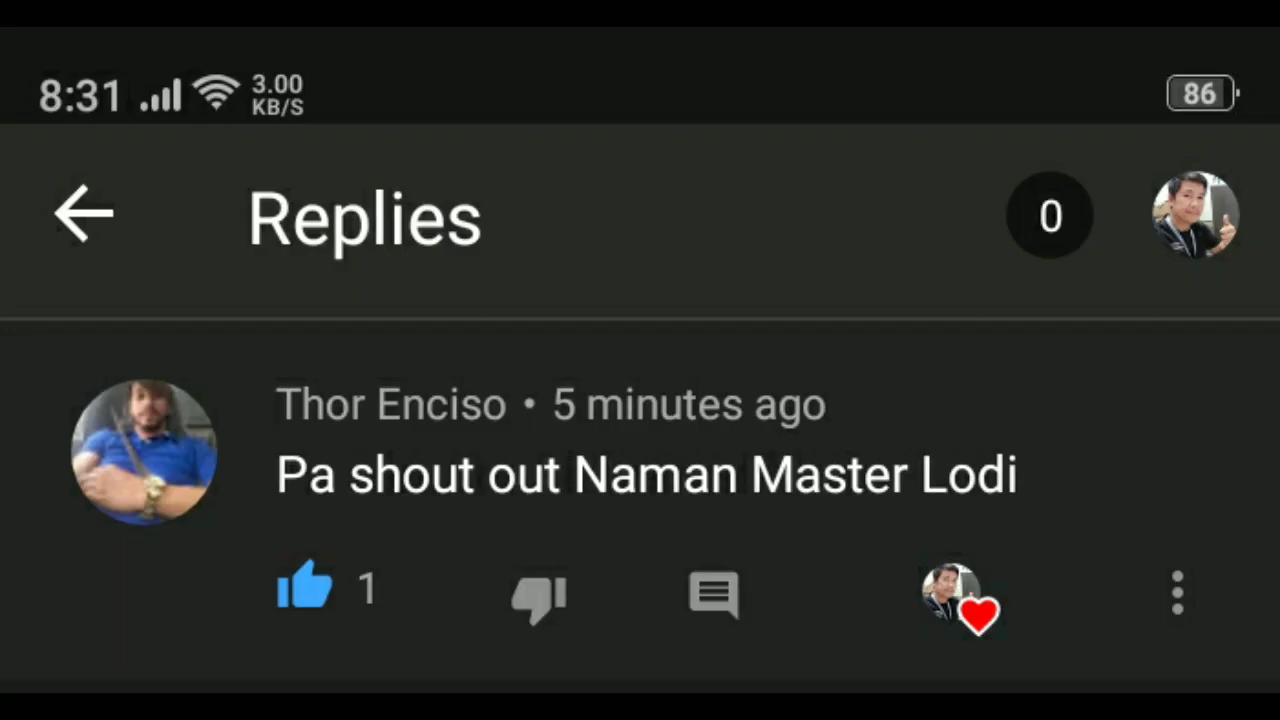 8:31 3.00 KB/S 86
Replies 0
Thor Enciso • 5 minutes ago
Pa shout out Naman Master Lodi
1